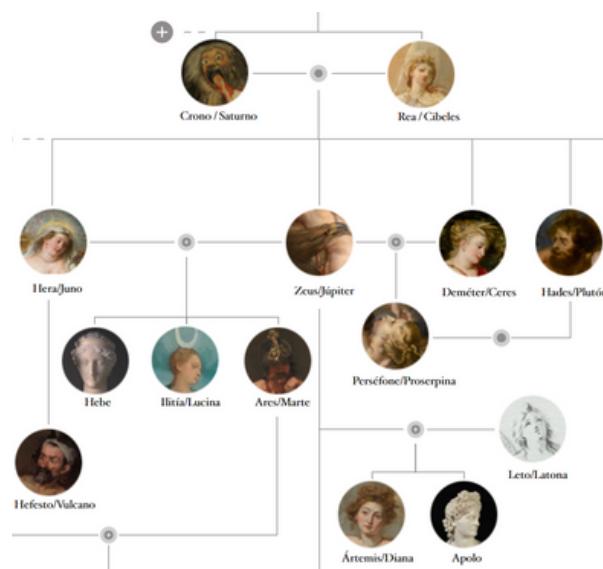 Crono / Saturno
Rea / Cibeles
Hera/Juno
Zeus/Júpiter
Deméter/Ceres
Hades/Plutón
Hebe
Ilitía/Lucina
Ares/Marte
Perséfone/Proserpina
Leto/Latona
Hefesto/Vulcano
Ártemis/Diana
Apolo